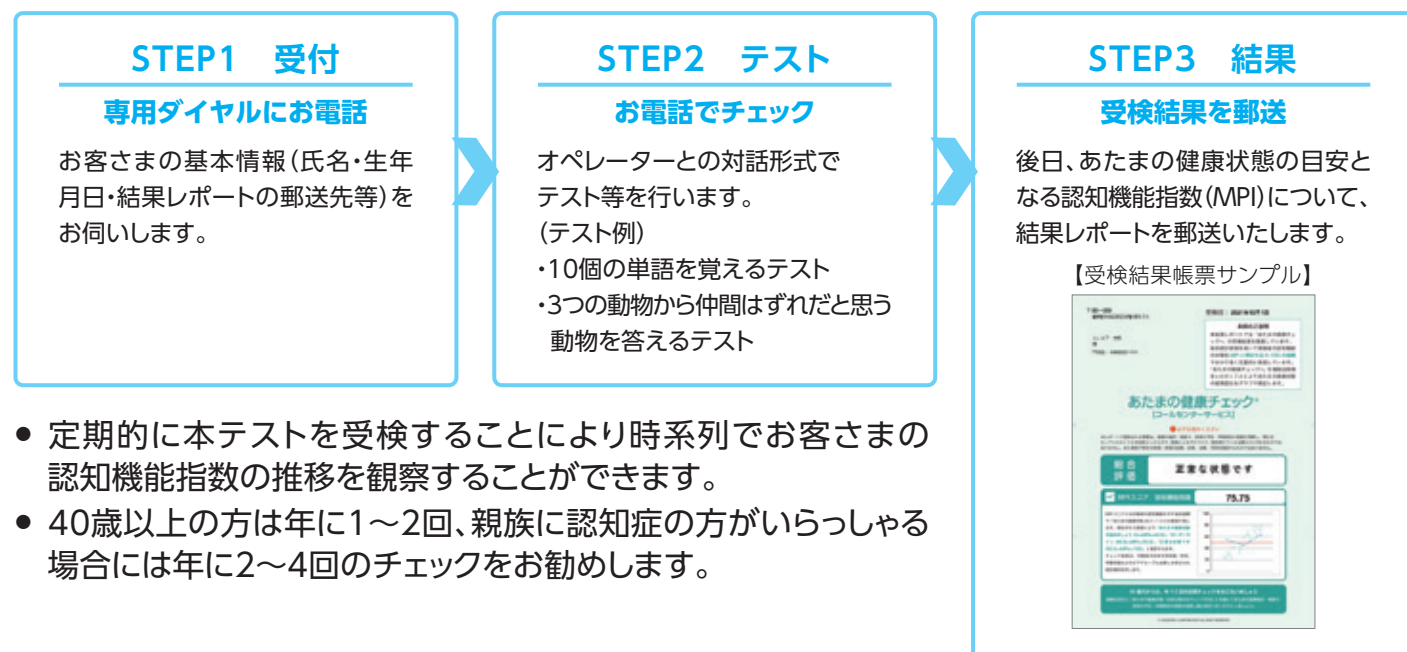 STEP1 受付
専用ダイヤルにお電話
お客さまの基本情報(氏名・生年
月日・結果レポートの郵送先等)を
お伺いします。
STEP2 テスト
お電話でチェック
オペレーターとの対話形式で
テスト等を行います。
(テスト例)
・10個の単語を覚えるテスト
・3つの動物から仲間はずれだと思う
動物を答えるテスト
STEP3 結果
受検結果を郵送
後日、あたまの健康状態の目安と
なる認知機能指数(MPI)について、
結果レポートを郵送いたします。
【受検結果帳票サンプル】
あたまの健康チェック
[コールセンターサービス]
総合
評価
正常な状態です
75.75
• 定期的に本テストを受検することにより時系列でお客さまの
認知機能指数の推移を観察することができます。
• 40歳以上の方は年に1〜2回、親族に認知症の方がいらっしゃる
場合には年に2〜4回のチェックをお勧めします。